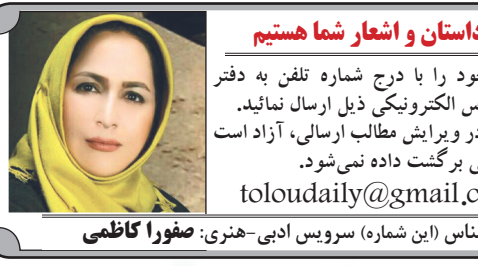 داستان و اشعار شما هستیم
خود را با درج شماره تلفن به دفتر
س الکترونیکی ذیل ارسال نمائید.
در ویرایش مطالب ارسالی، آزاد است
ی برگشت داده نمی‌شود.
toloudaily@gmail.c
ناس (این شماره) سرویس ادبی-هنری: صفورا کاظمی